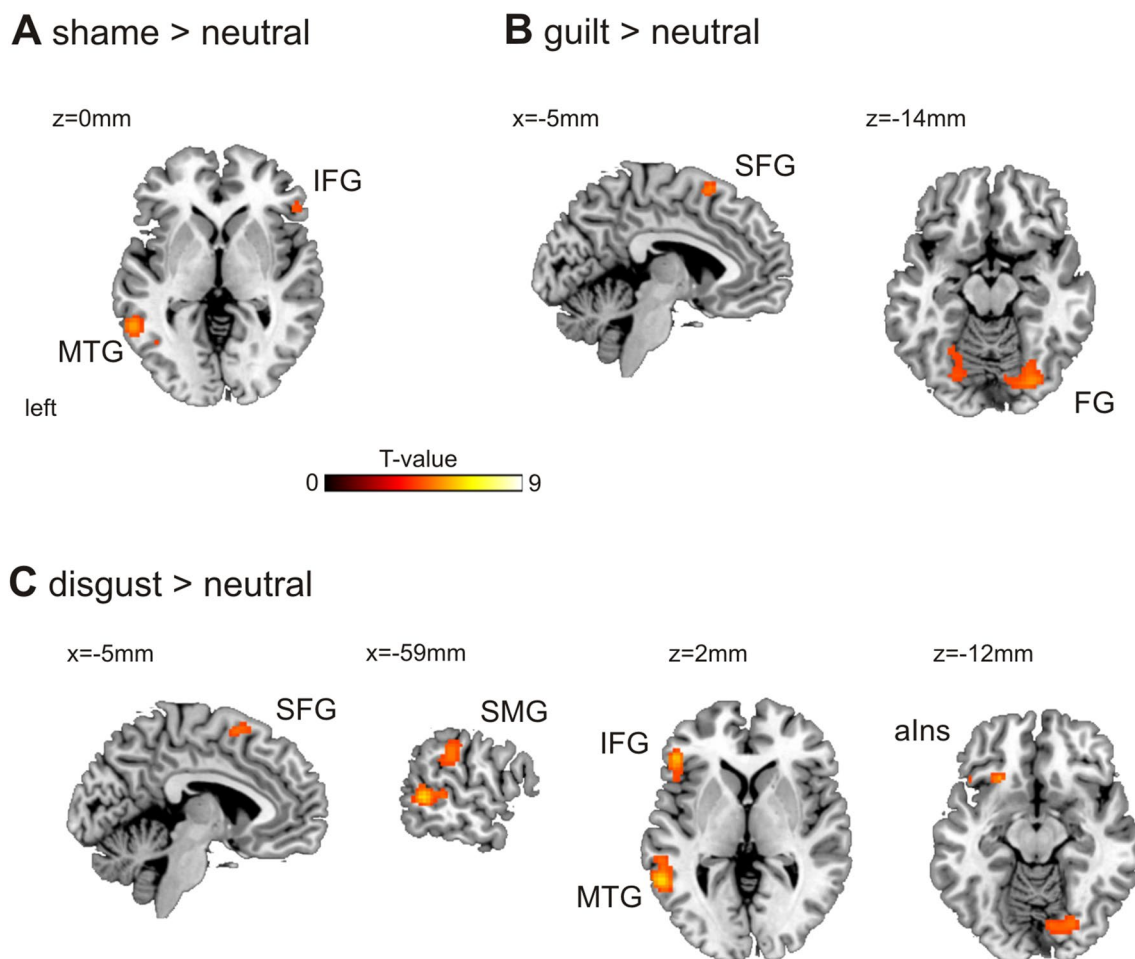 A shame > neutral
B guilt > neutral
z=0mm
x=-5mm
z=-14mm
IFG
SFG
MTG
FG
left
T-value
0
9
C disgust > neutral
x=-5mm
x=-59mm
z=2mm
z=-12mm
SFG
SMG
IFG
aIns
MTG